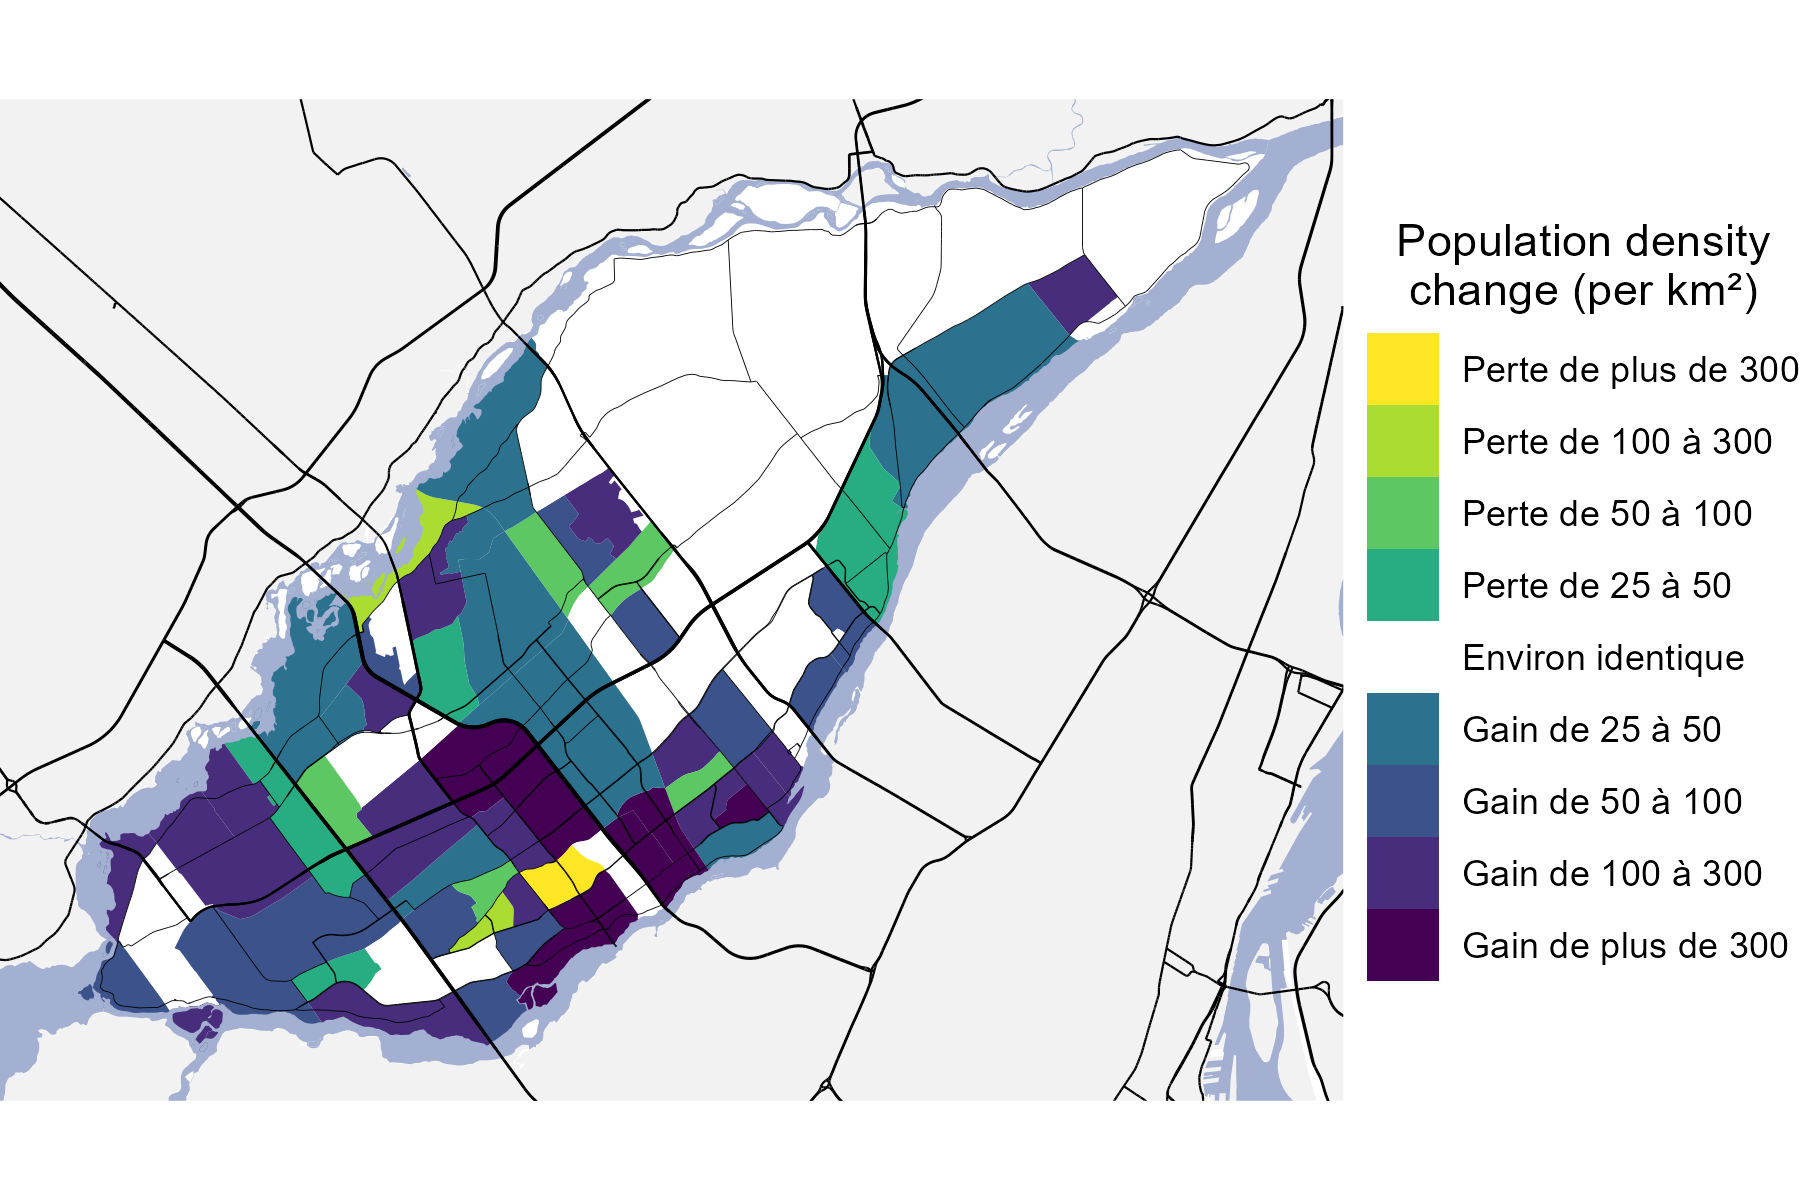 Population density
change (per km²)
Perte de plus de 300
Perte de 100 à 300
Perte de 50 à 100
Perte de 25 à 50
Environ identique
Gain de 25 à 50
Gain de 50 à 100
Gain de 100 à 300
Gain de plus de 300